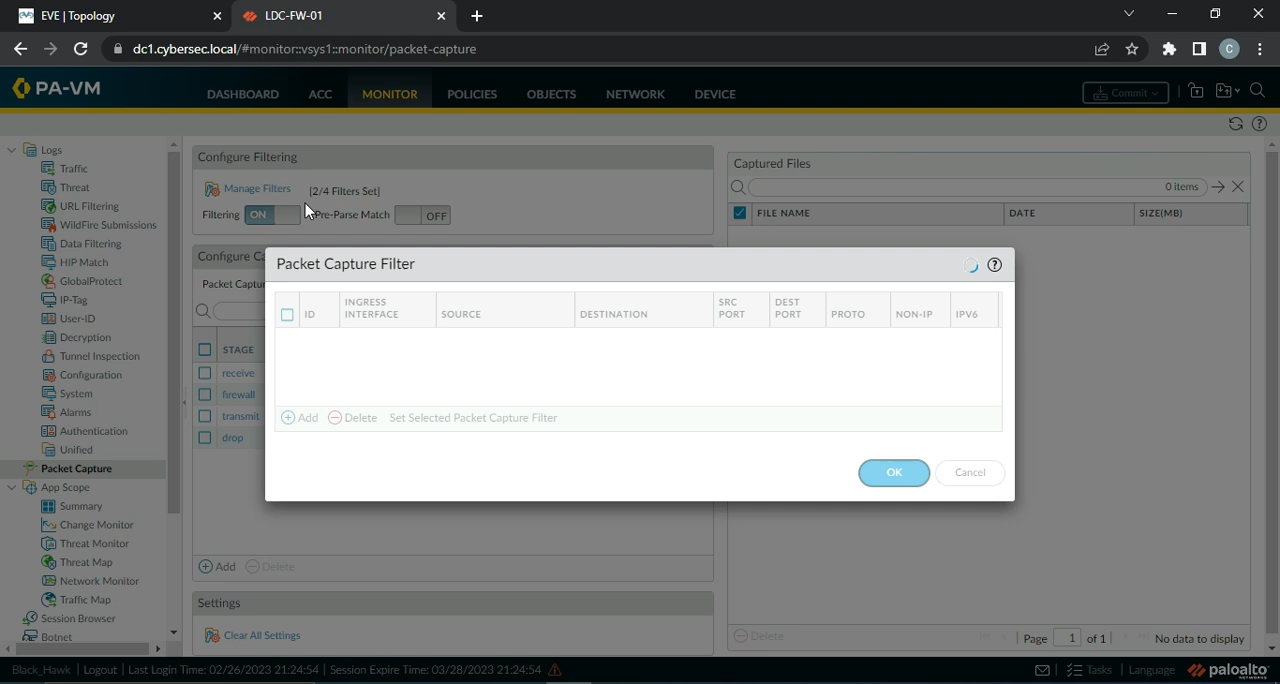 EVE | Topology
LDC-FW-01
dc1.cybersec.local/#monitor::vsys1::monitor/packet-capture
PA-VM
DASHBOARD ACC MONITOR POLICIES OBJECTS NETWORK DEVICE
Commit
Logs
Traffic
Threat
URL Filtering
WildFire Submissions
Data Filtering
HIP Match
GlobalProtect
IP-Tag
User-ID
Decryption
Tunnel Inspection
Configuration
System
Alarms
Authentication
Unified
Packet Capture
App Scope
Summary
Change Monitor
Threat Monitor
Threat Map
Network Monitor
Traffic Map
Session Browser
Botnet
Configure Filtering
Manage Filters [2/4 Filters Set]
Filtering ON Pre-Parse Match OFF
Configure Ca
Packet Captur
STAGE
receive
firewall
transmit
drop
Add Delete
Settings
Clear All Settings
Captured Files
0 items
FILE NAME DATE SIZE(MB)
Delete
Page 1 of 1 No data to display
Packet Capture Filter
ID INGRESS INTERFACE SOURCE DESTINATION SRC PORT DEST PORT PROTO NON-IP IPV6
Add Delete Set Selected Packet Capture Filter
OK Cancel
Black_Hawk | Logout | Last Login Time: 02/26/2023 21:24:54 | Session Expire Time: 03/28/2023 21:24:54
Tasks | Language paloalto NETWORKS
C